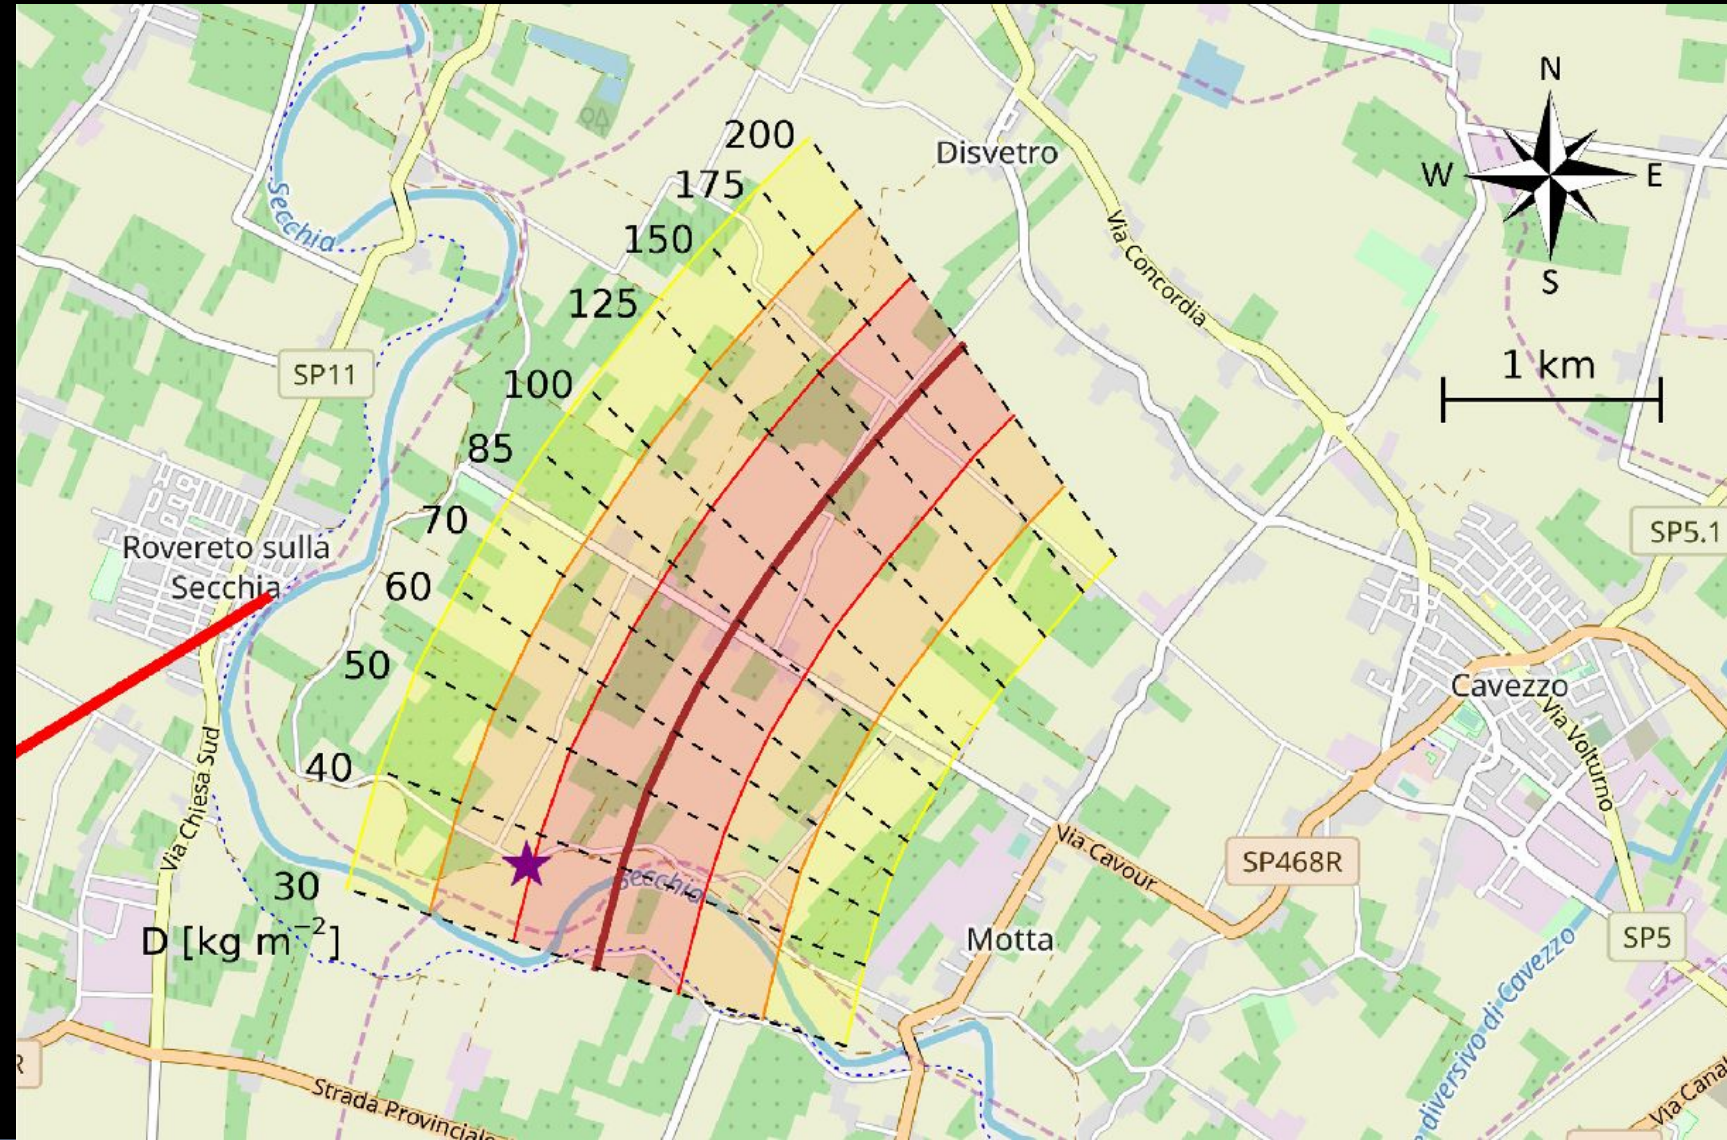 N
W
E
S
1 km
Disvetro
Via Concordia
200
175
150
125
100
85
70
60
50
40
30
D [kg m⁻²]
Secchia
SP11
Rovereto sulla
Secchia
SP5.1
Cavezzo
Via Volturno
Via Chiesa Sud
Secchia
Via Cavour
SP468R
SP5
Motta
diversivo di Cavezzo
R
Strada Provinciale
Via Cana